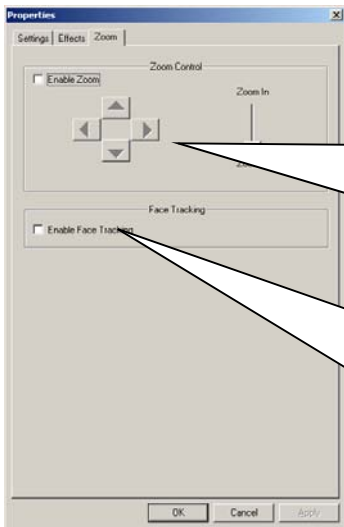 Properties
Settings Effects Zoom
Zoom Control
Enable Zoom
Zoom In
Face Tracking
Enable Face Tracking
OK Cancel Apply